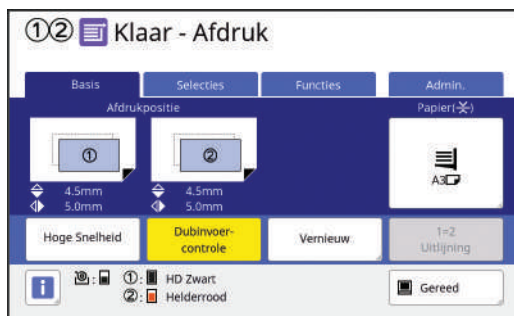 ①② Klaar - Afdruk
Basis
Selecties
Functies
Admin.
Afdrukpositie
Papier( )
①
②
A3
4.5mm
5.0mm
4.5mm
5.0mm
Hoge Snelheid
Dubinvoer-
controle
Vernieuw
1=2
Uitlijning
①: HD Zwart
②: Helderrood
Gereed